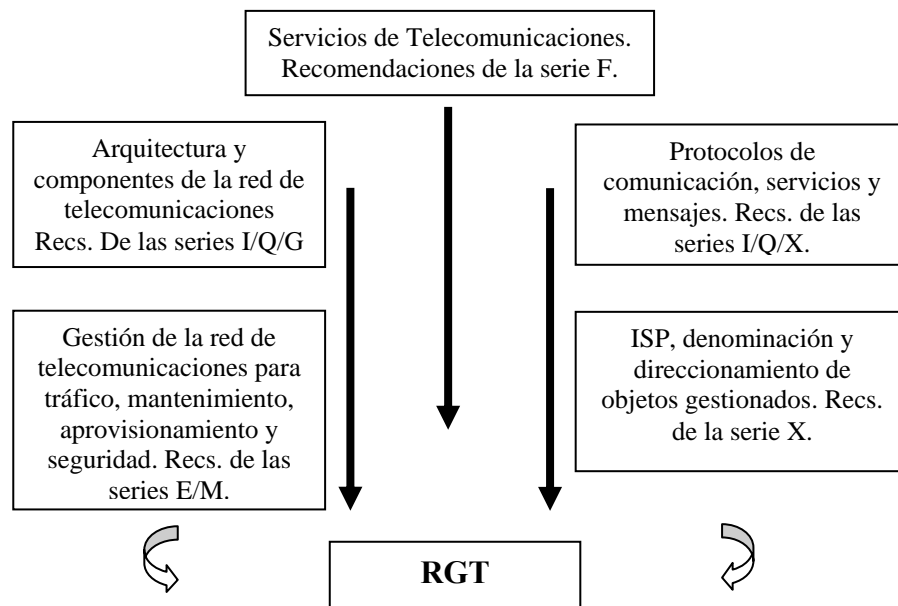 Servicios de Telecomunicaciones.
Recomendaciones de la serie F.
Arquitectura y
componentes de la red de
telecomunicaciones
Recs. De las series I/Q/G
Protocolos de
comunicación, servicios y
mensajes. Recs. de las
series I/Q/X.
Gestión de la red de
telecomunicaciones para
tráfico, mantenimiento,
aprovisionamiento y
seguridad. Recs. de las
series E/M.
ISP, denominación y
direccionamiento de
objetos gestionados. Recs.
de la serie X.
RGT